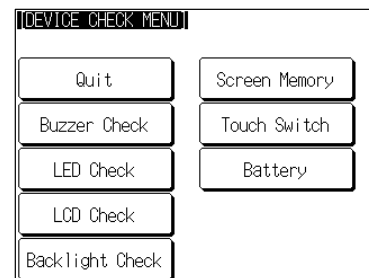 [DEVICE CHECK MENU]
Quit
Screen Memory
Buzzer Check
Touch Switch
LED Check
Battery
LCD Check
Backlight Check